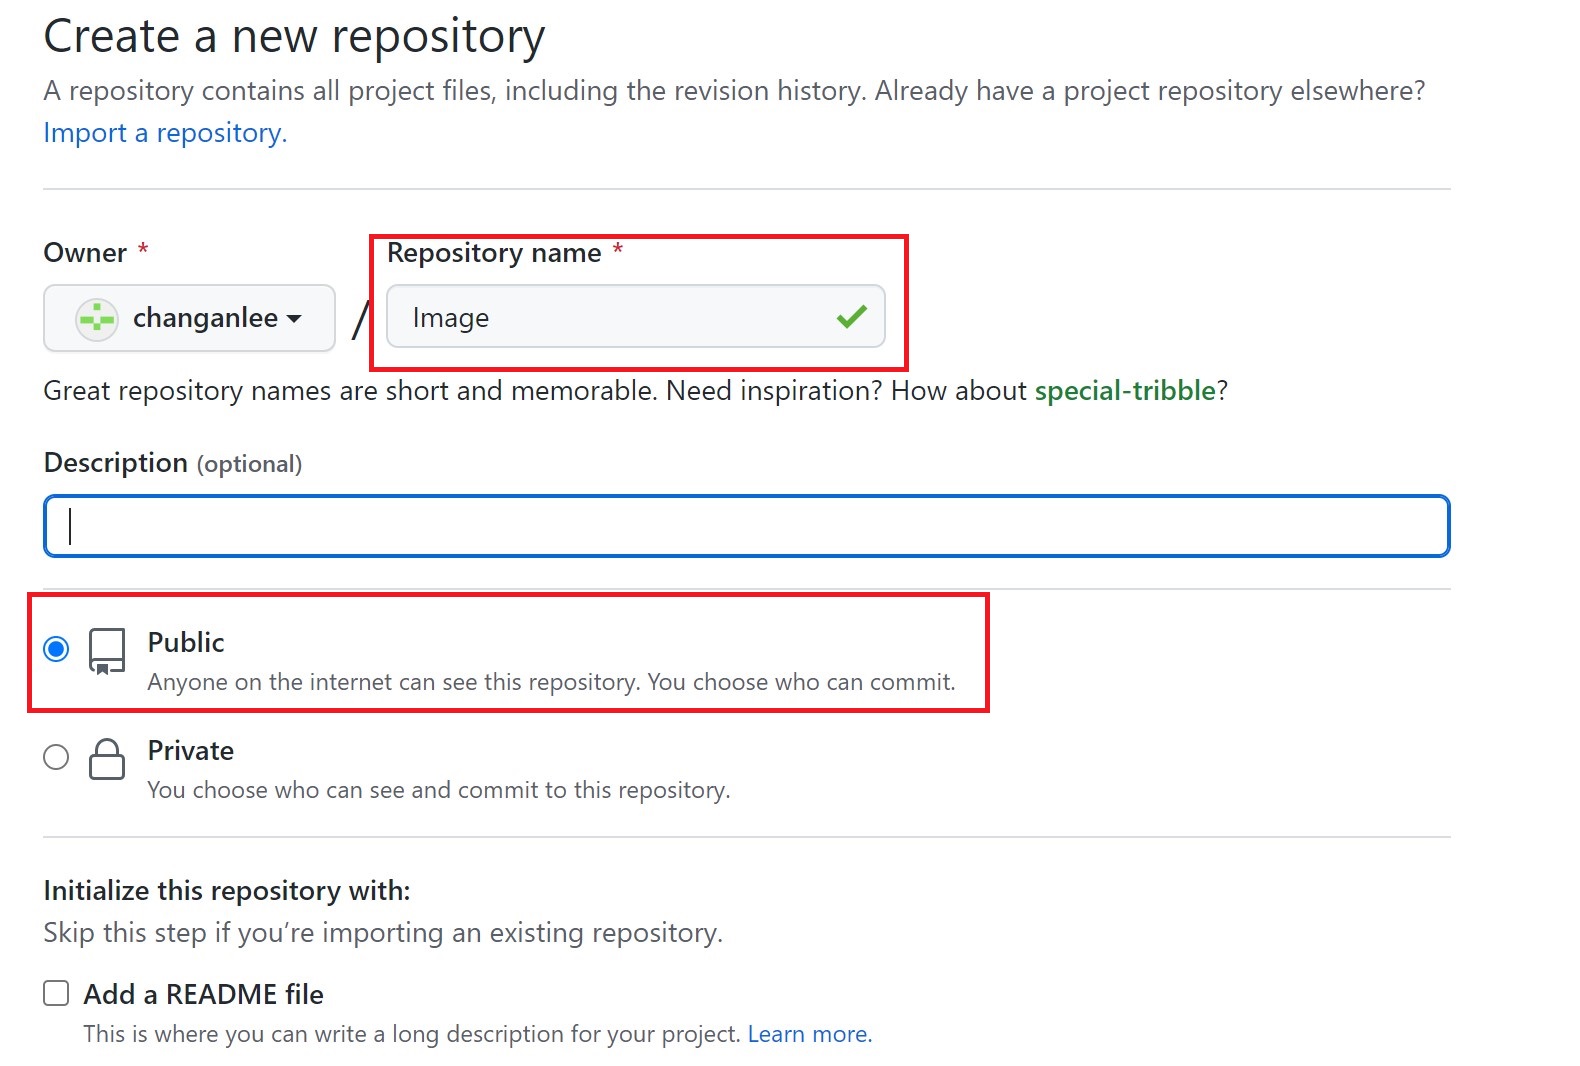 Create a new repository
A repository contains all project files, including the revision history. Already have a project repository elsewhere?
Import a repository.
Owner *
Repository name *
changanlee
/
Image
Great repository names are short and memorable. Need inspiration? How about special-tribble?
Description (optional)
Public
Anyone on the internet can see this repository. You choose who can commit.
Private
You choose who can see and commit to this repository.
Initialize this repository with:
Skip this step if you’re importing an existing repository.
Add a README file
This is where you can write a long description for your project. Learn more.